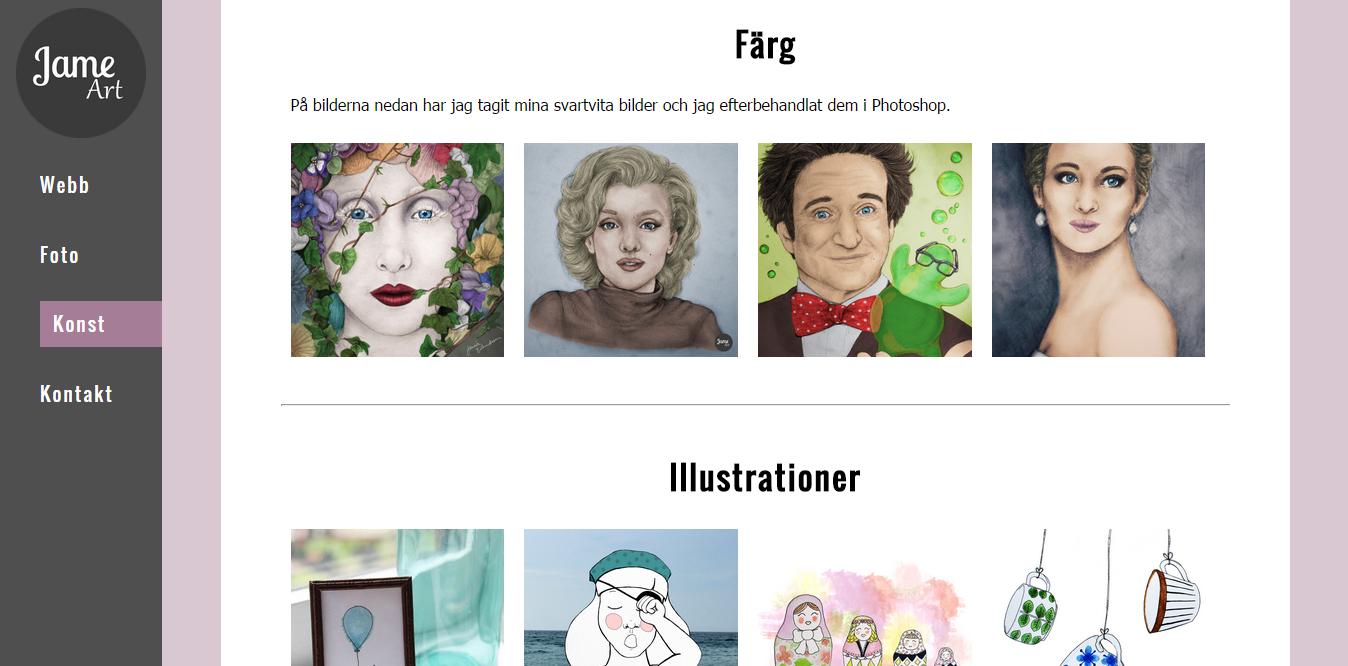 Jame
Art
Webb
Foto
Konst
Kontakt
Färg
På bilderna nedan har jag tagit mina svartvita bilder och jag efterbehandlat dem i Photoshop.
Jame
Illustrationer